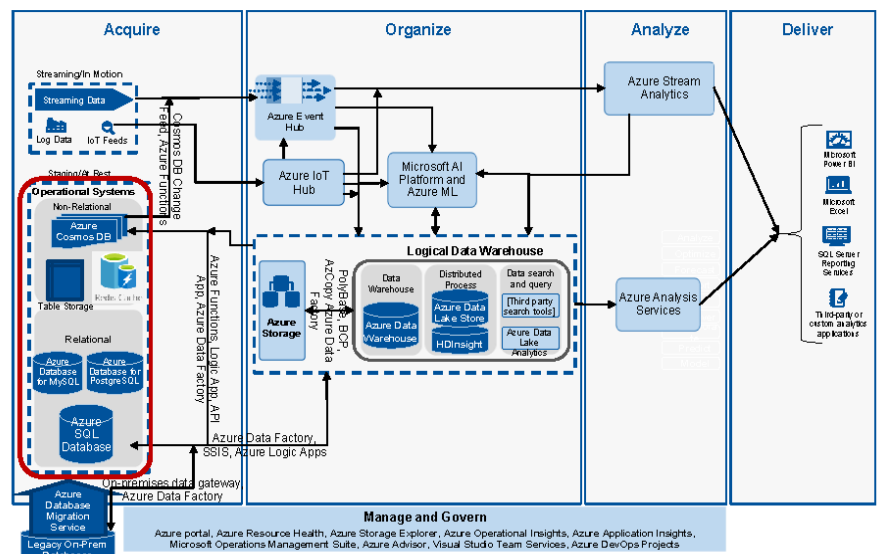 Acquire
Organize
Analyze
Deliver
Streaming/In Motion
Streaming Data
Log Data
IoT Feeds
Staging/At Rest
Operational Systems
Non-Relational
Azure
Cosmos DB
Table Storage
Redis Cache
Relational
Azure
Database
for MySQL
Azure
Database for
PostgreSQL
Azure
SQL
Database
Azure
Database
Migration
Service
Legacy On-Prem
Cosmos DB Change
Feed, Azure Functions
Azure Functions, Logic App, API
App, Azure Data Factory
Azure Event
Hub
Azure IoT
Hub
Microsoft AI
Platform and
Azure ML
Logical Data Warehouse
Azure
Storage
PolyBase, BCP,
AzCopy Azure Data
Factory
Data
Warehouse
Azure Data
Warehouse
Distributed
Process
Azure Data
Lake Store
HDInsight
Data search
and query
[Third party
search tools]
Azure Data
Lake
Analytics
Azure Data Factory,
SSIS, Azure Logic Apps
On-premises data gateway,
Azure Data Factory
Azure Stream
Analytics
Azure Analysis
Services
Microsoft
Power BI
Microsoft
Excel
SQL Server
Reporting
Services
Third-party or
custom analytics
applications
Manage and Govern
Azure portal, Azure Resource Health, Azure Storage Explorer, Azure Operational Insights, Azure Application Insights,
Microsoft Operations Management Suite, Azure Advisor, Visual Studio Team Services, Azure DevOps Projects